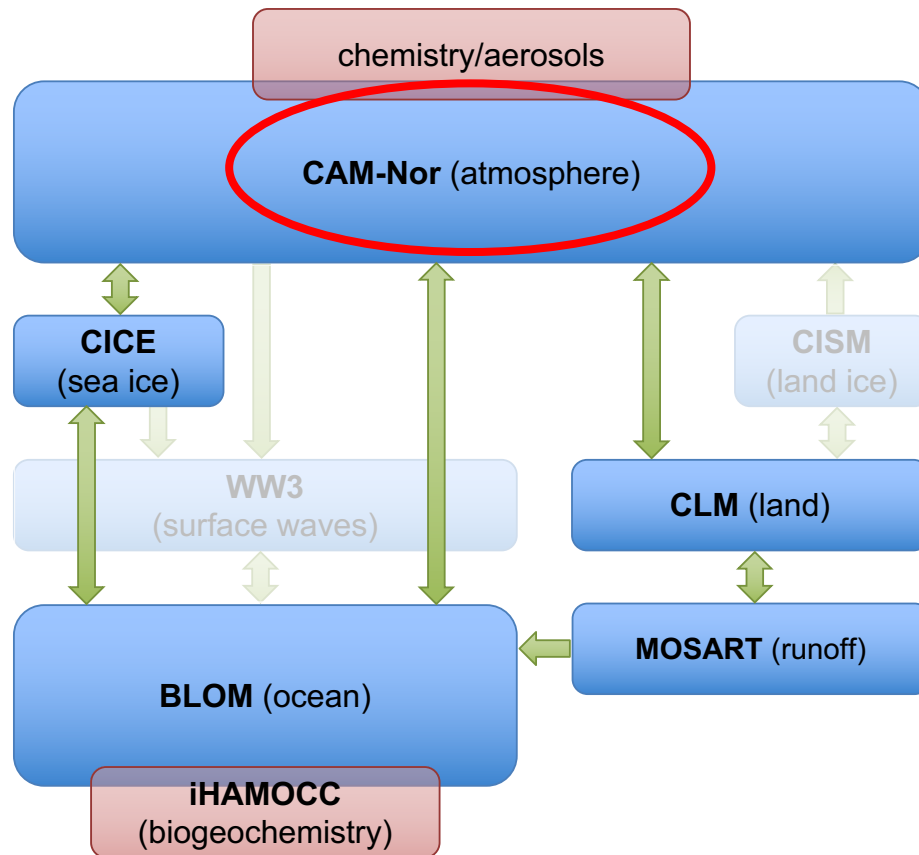 chemistry/aerosols
CAM-Nor (atmosphere)
CICE
(sea ice)
CISM
(land ice)
WW3
(surface waves)
CLM (land)
MOSART (runoff)
BLOM (ocean)
iHAMOCC
(biogeochemistry)